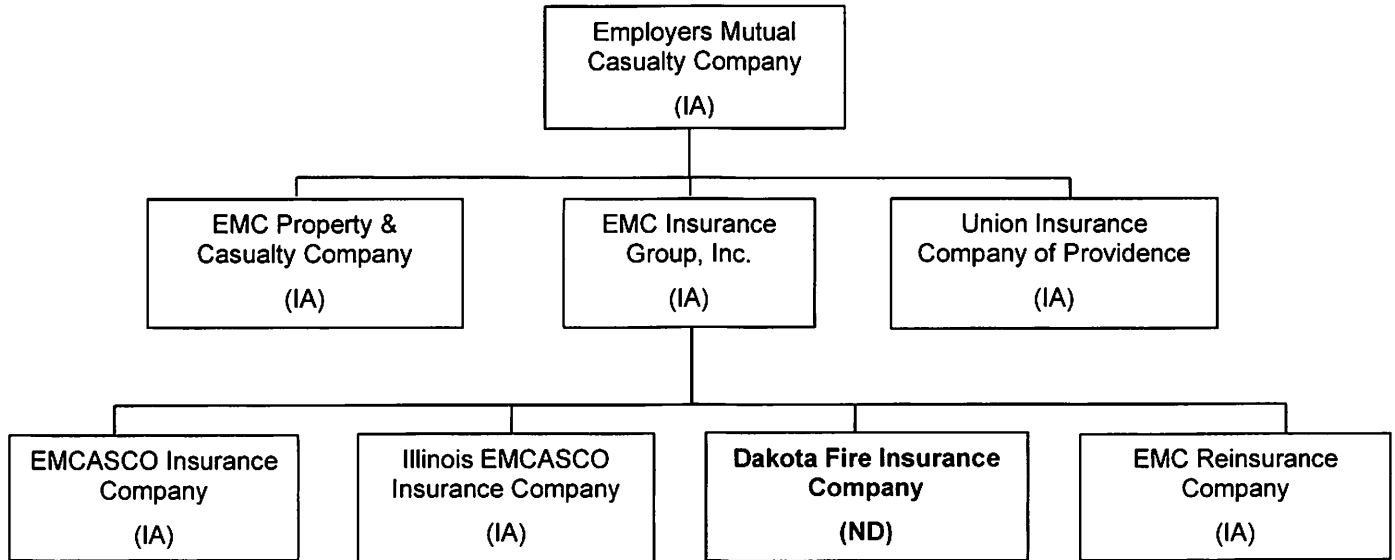 Employers Mutual
Casualty Company
(IA)
EMC Property &
Casualty Company
(IA)
EMC Insurance
Group, Inc.
(IA)
Union Insurance
Company of Providence
(IA)
EMCASCO Insurance
Company
(IA)
Illinois EMCASCO
Insurance Company
(IA)
Dakota Fire Insurance
Company
(ND)
EMC Reinsurance
Company
(IA)